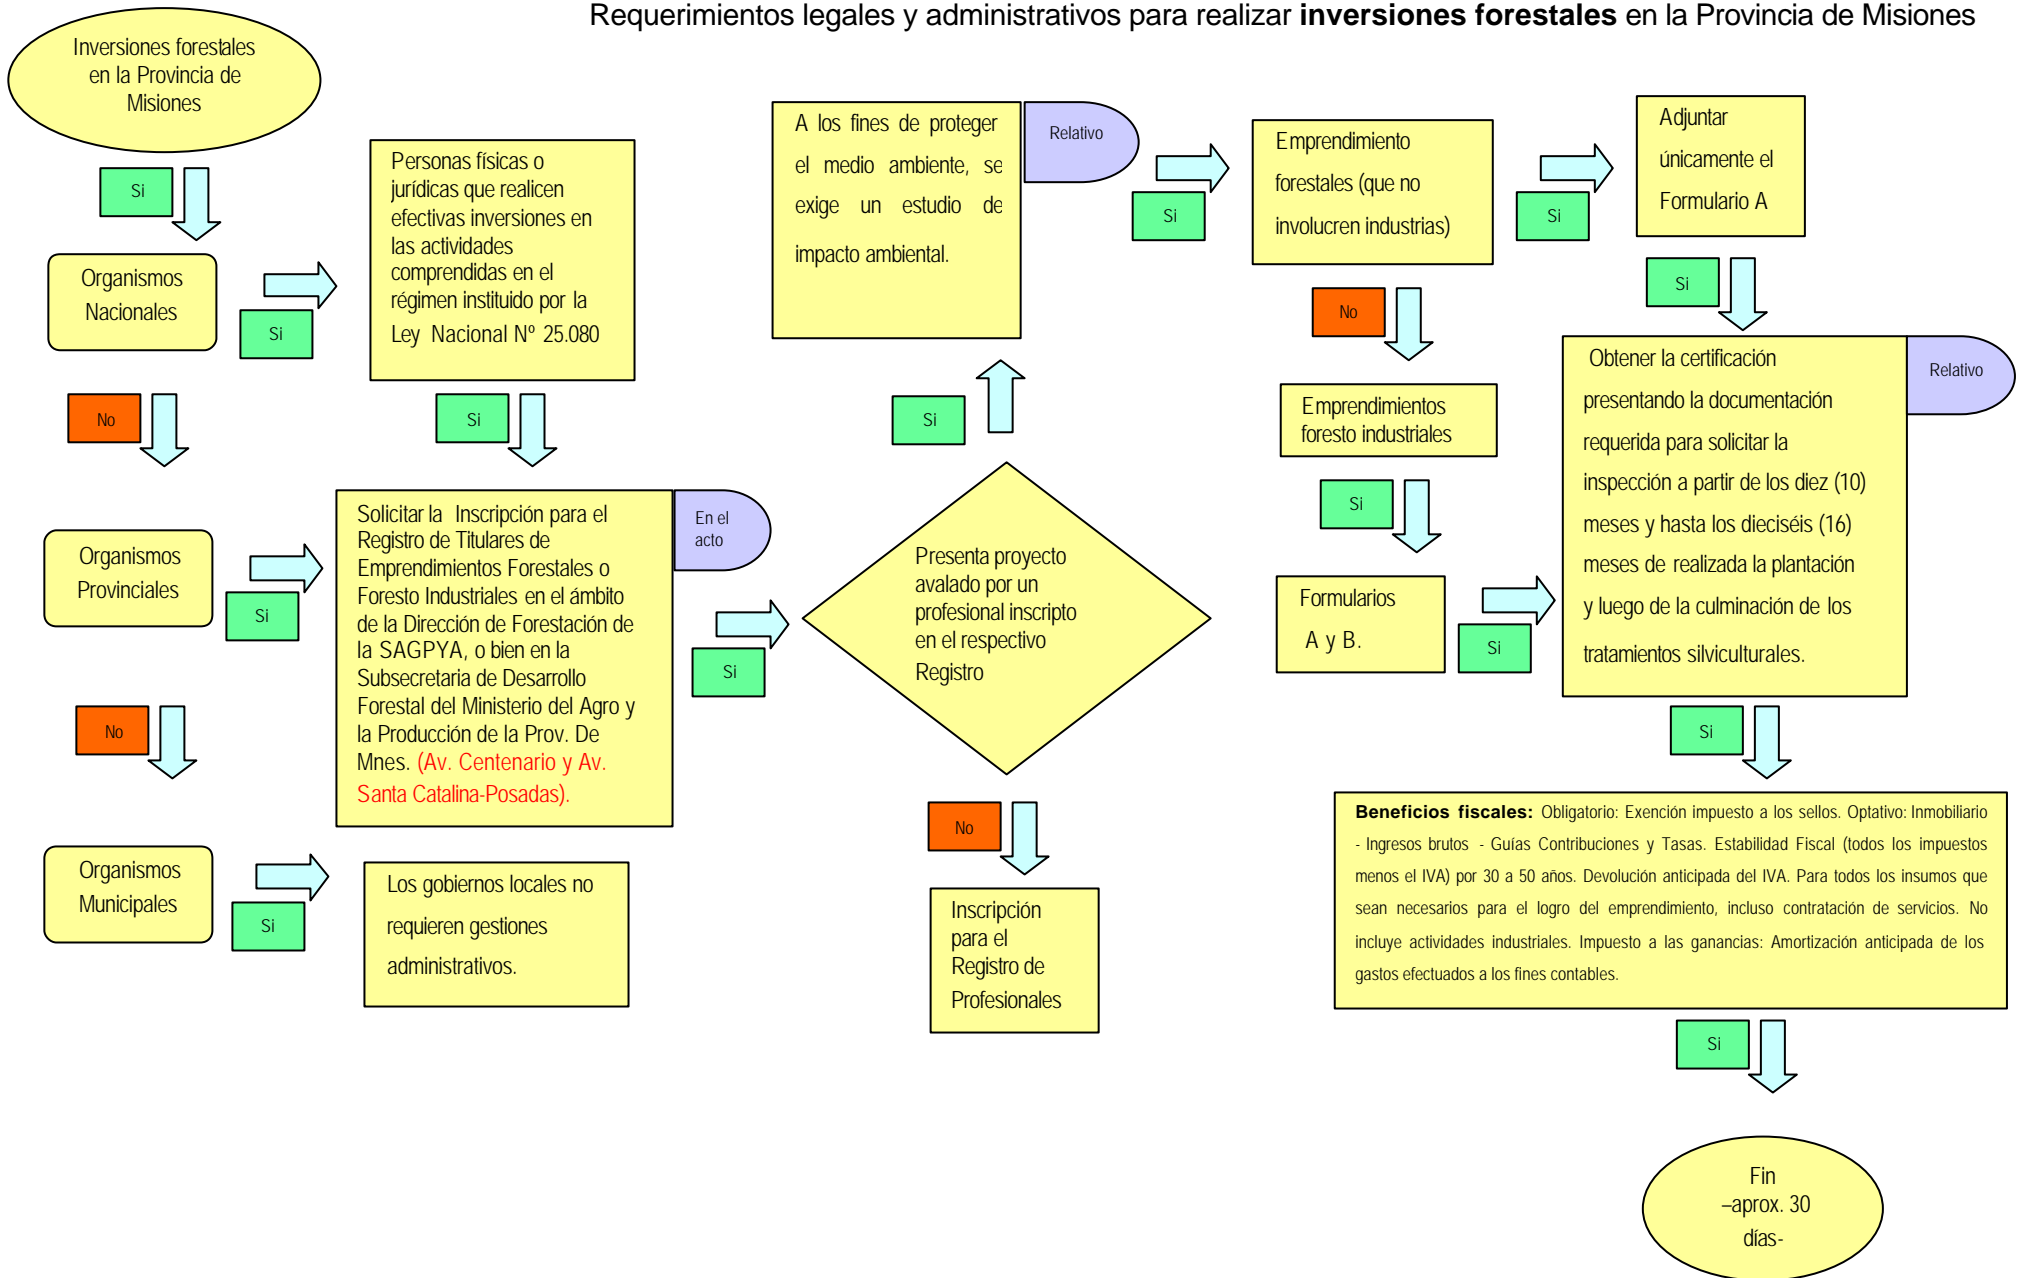 Requerimientos legales y administrativos para realizar inversiones forestales en la Provincia de Misiones
Inversiones forestales
en la Provincia de
Misiones
Si
Organismos
Nacionales
Si
Personas físicas o
jurídicas que realicen
efectivas inversiones en
las actividades
comprendidas en el
régimen instituido por la
Ley Nacional Nº 25.080
No
Si
Organismos
Provinciales
Si
Solicitar la Inscripción para el
Registro de Titulares de
Emprendimientos Forestales o
Foresto Industriales en el ámbito
de la Dirección de Forestación de
la SAGPYA, o bien en la
Subsecretaria de Desarrollo
Forestal del Ministerio del Agro y
la Producción de la Prov. De
Mnes. (Av. Centenario y Av.
Santa Catalina-Posadas).
En el
acto
Si
No
Organismos
Municipales
Si
Los gobiernos locales no
requieren gestiones
administrativos.
Presenta proyecto
avalado por un
profesional inscripto
en el respectivo
Registro
No
Inscripción
para el
Registro de
Profesionales
Si
A los fines de proteger
el medio ambiente, se
exige un estudio de
impacto ambiental.
Relativo
Si
Emprendimiento
forestales (que no
involucren industrias)
Si
Adjuntar
únicamente el
Formulario A
Si
No
Emprendimientos
foresto industriales
Si
Formularios
A y B.
Si
Obtener la certificación
presentando la documentación
requerida para solicitar la
inspección a partir de los diez (10)
meses y hasta los dieciséis (16)
meses de realizada la plantación
y luego de la culminación de los
tratamientos silviculturales.
Relativo
Si
Beneficios fiscales: Obligatorio: Exención impuesto a los sellos. Optativo: Inmobiliario
- Ingresos brutos - Guías Contribuciones y Tasas. Estabilidad Fiscal (todos los impuestos
menos el IVA) por 30 a 50 años. Devolución anticipada del IVA. Para todos los insumos que
sean necesarios para el logro del emprendimiento, incluso contratación de servicios. No
incluye actividades industriales. Impuesto a las ganancias: Amortización anticipada de los
gastos efectuados a los fines contables.
Si
Fin
–aprox. 30
días-